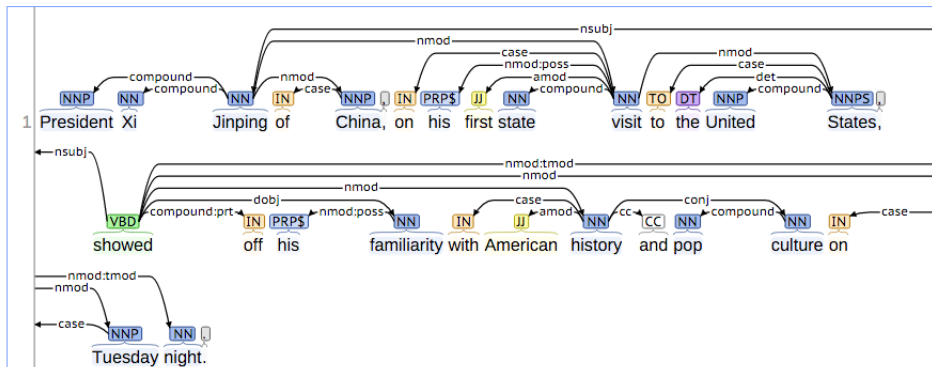 nsubj
nmod
case nmod
compound nmod nmod:poss case
compound case amod compound det compound
NNP NN NN IN NNP , IN PRP$ JJ NN NN TO DT NNP NNPS ,
1 President Xi Jinping of China, on his first state visit to the United States,
nsubj nmod:tmod
nmod
nmod
dobj case conj
compound:prt nmod:poss amod cc compound case
VBD IN PRP$ NN IN JJ NN CC NN NN IN
showed off his familiarity with American history and pop culture on
nmod:tmod
nmod
case
NNP NN .
Tuesday night.